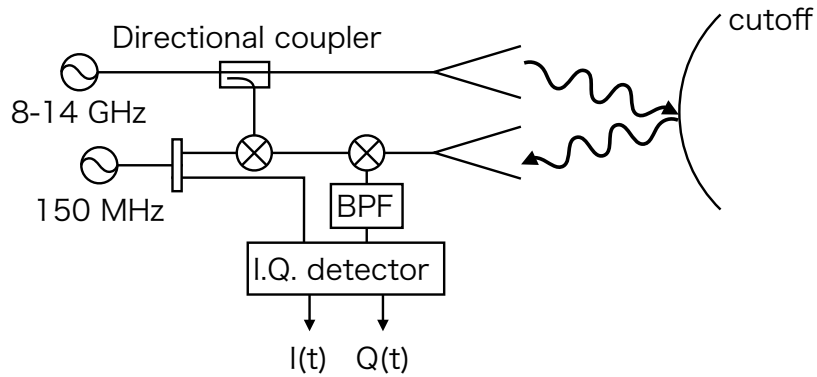 Directional coupler
cutoff
8-14 GHz
150 MHz
BPF
I.Q. detector
I(t) Q(t)